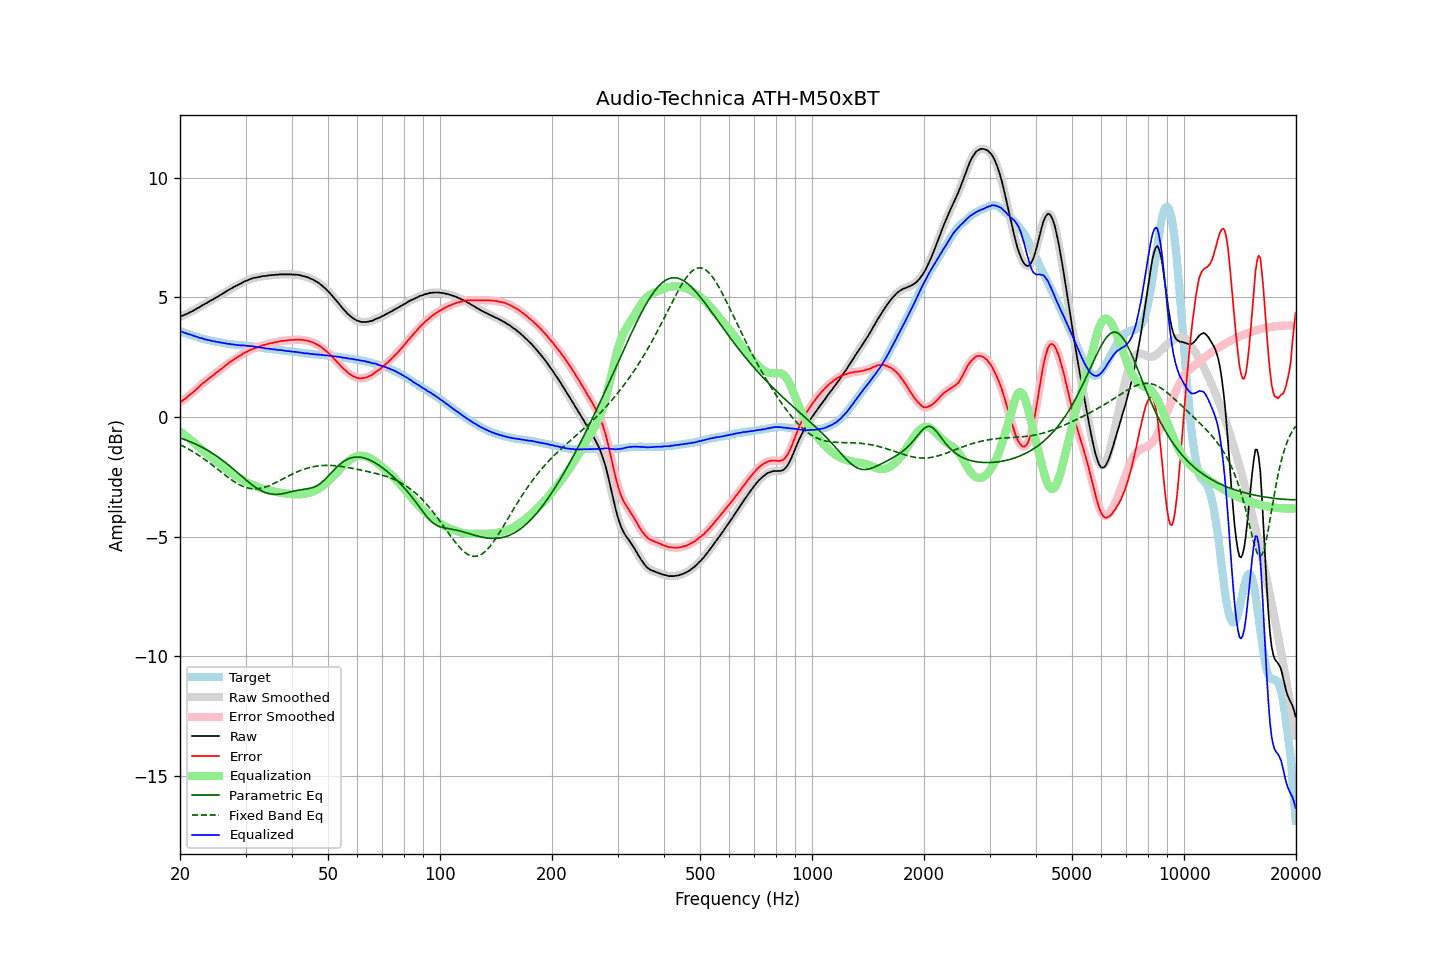 Audio-Technica ATH-M50xBT
Amplitude (dBr)
10
5
0
−5
−10
−15
Target
Raw Smoothed
Error Smoothed
Raw
Error
Equalization
Parametric Eq
Fixed Band Eq
Equalized
20 50 100 200 500 1000 2000 5000 10000 20000
Frequency (Hz)